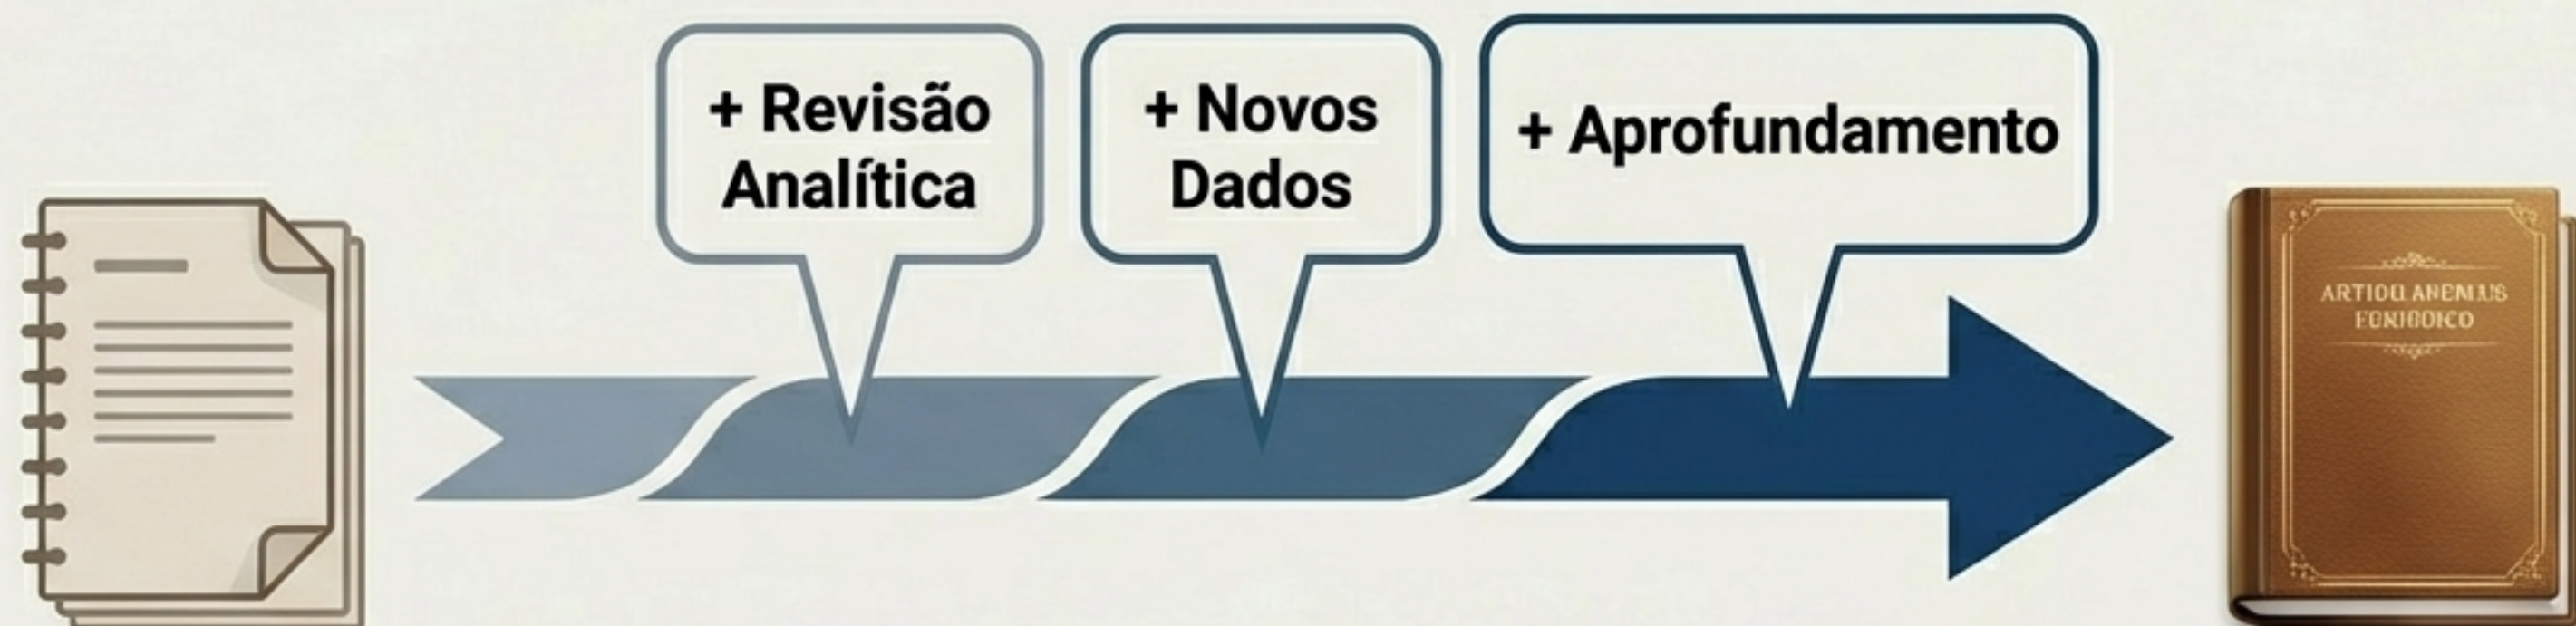 + Revisão
Analítica
+ Novos
Dados
+ Aprofundamento